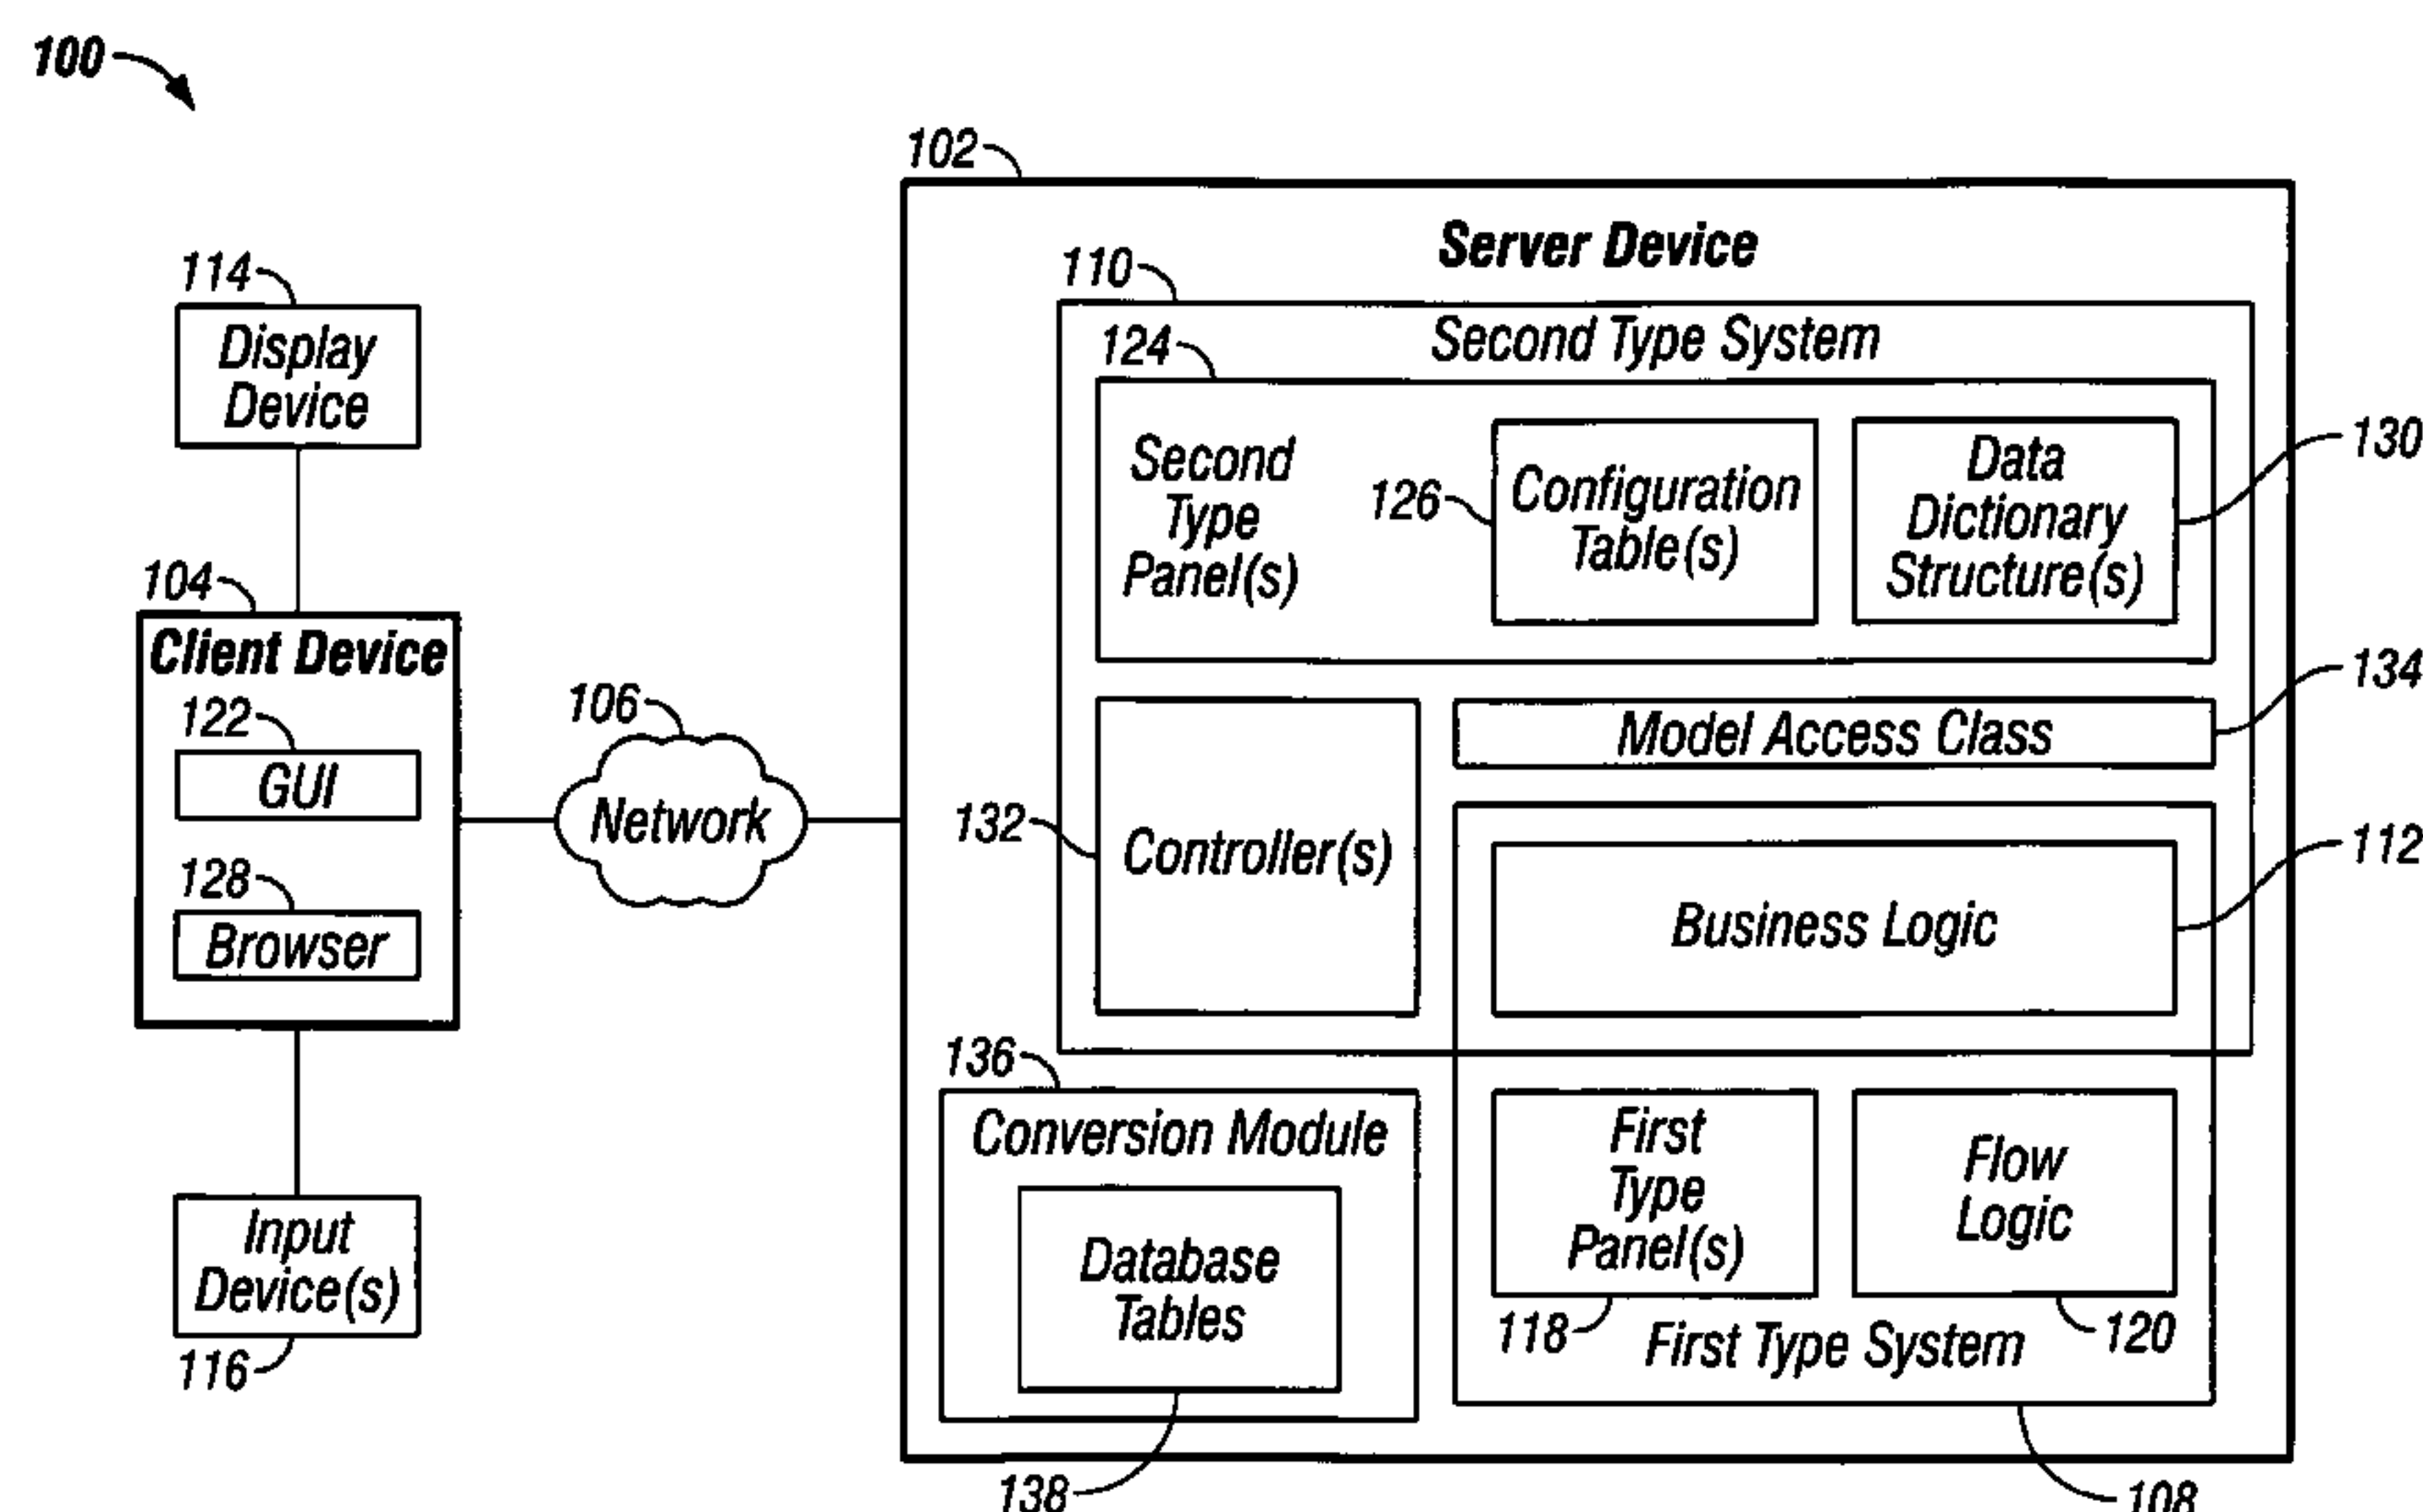 100
102
Server Device
114
110
Display
Device
Second Type System
124
Second
Type
Panel(s)
126
Configuration
Table(s)
Data
Dictionary
Structure(s)
130
104
Client Device
122
GUI
128
Browser
106
Network
134
Model Access Class
132
Controller(s)
112
Business Logic
136
Conversion Module
Database
Tables
138
First
Type
Panel(s)
118
Flow
Logic
120
First Type System
108
Input
Device(s)
116